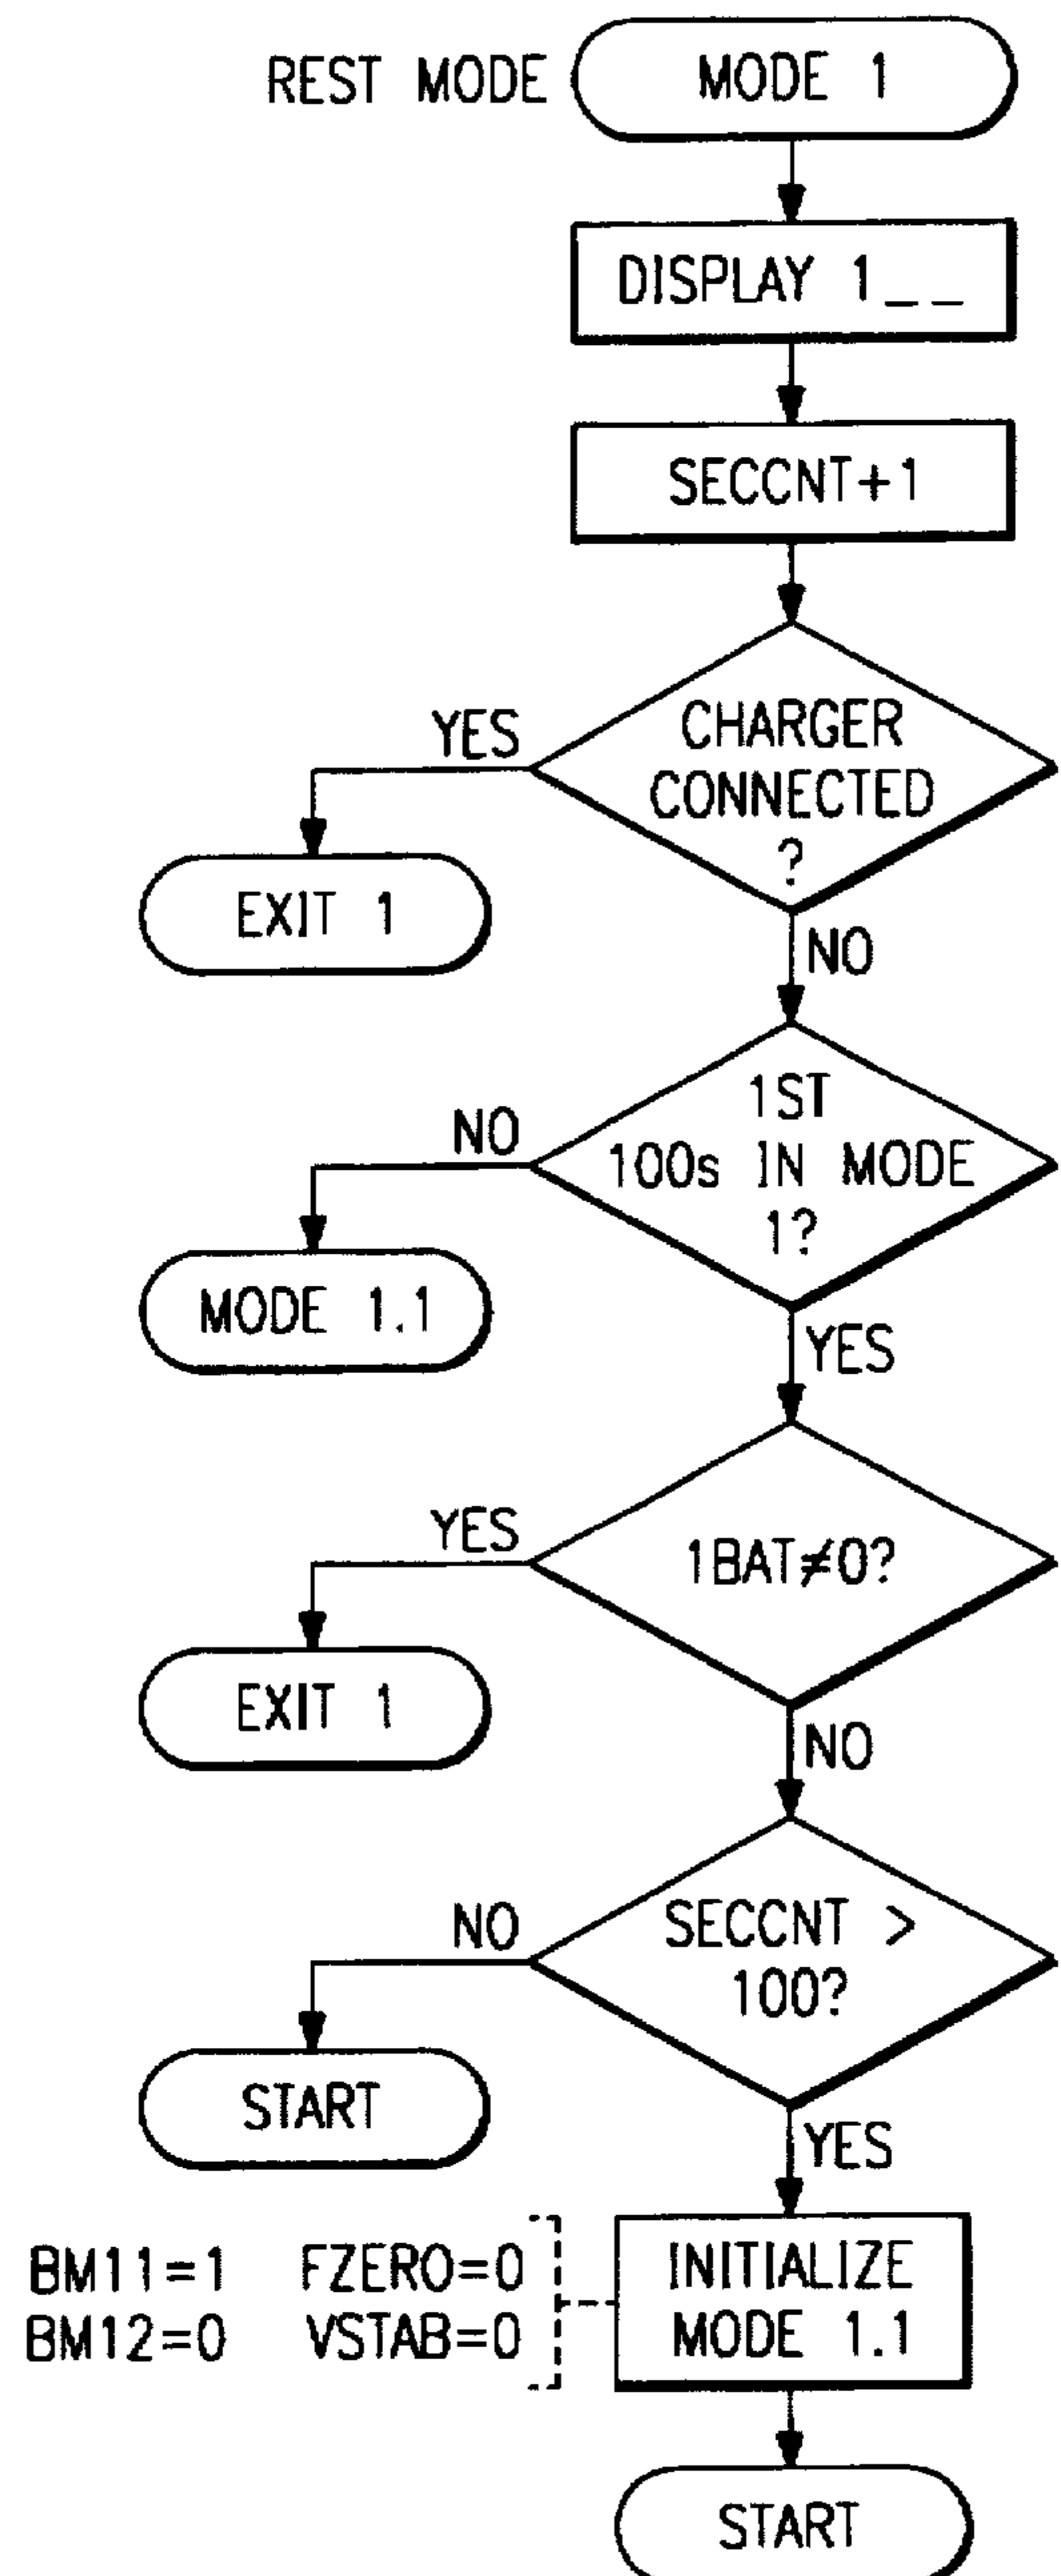 REST MODE
MODE 1
DISPLAY 1_ _
SECCNT+1
CHARGER
CONNECTED
?
YES
EXIT 1
NO
1ST
100s IN MODE
1?
NO
MODE 1.1
YES
1BAT≠0?
YES
EXIT 1
NO
SECCNT >
100?
NO
START
YES
INITIALIZE
MODE 1.1
BM11=1 FZERO=0
BM12=0 VSTAB=0
START